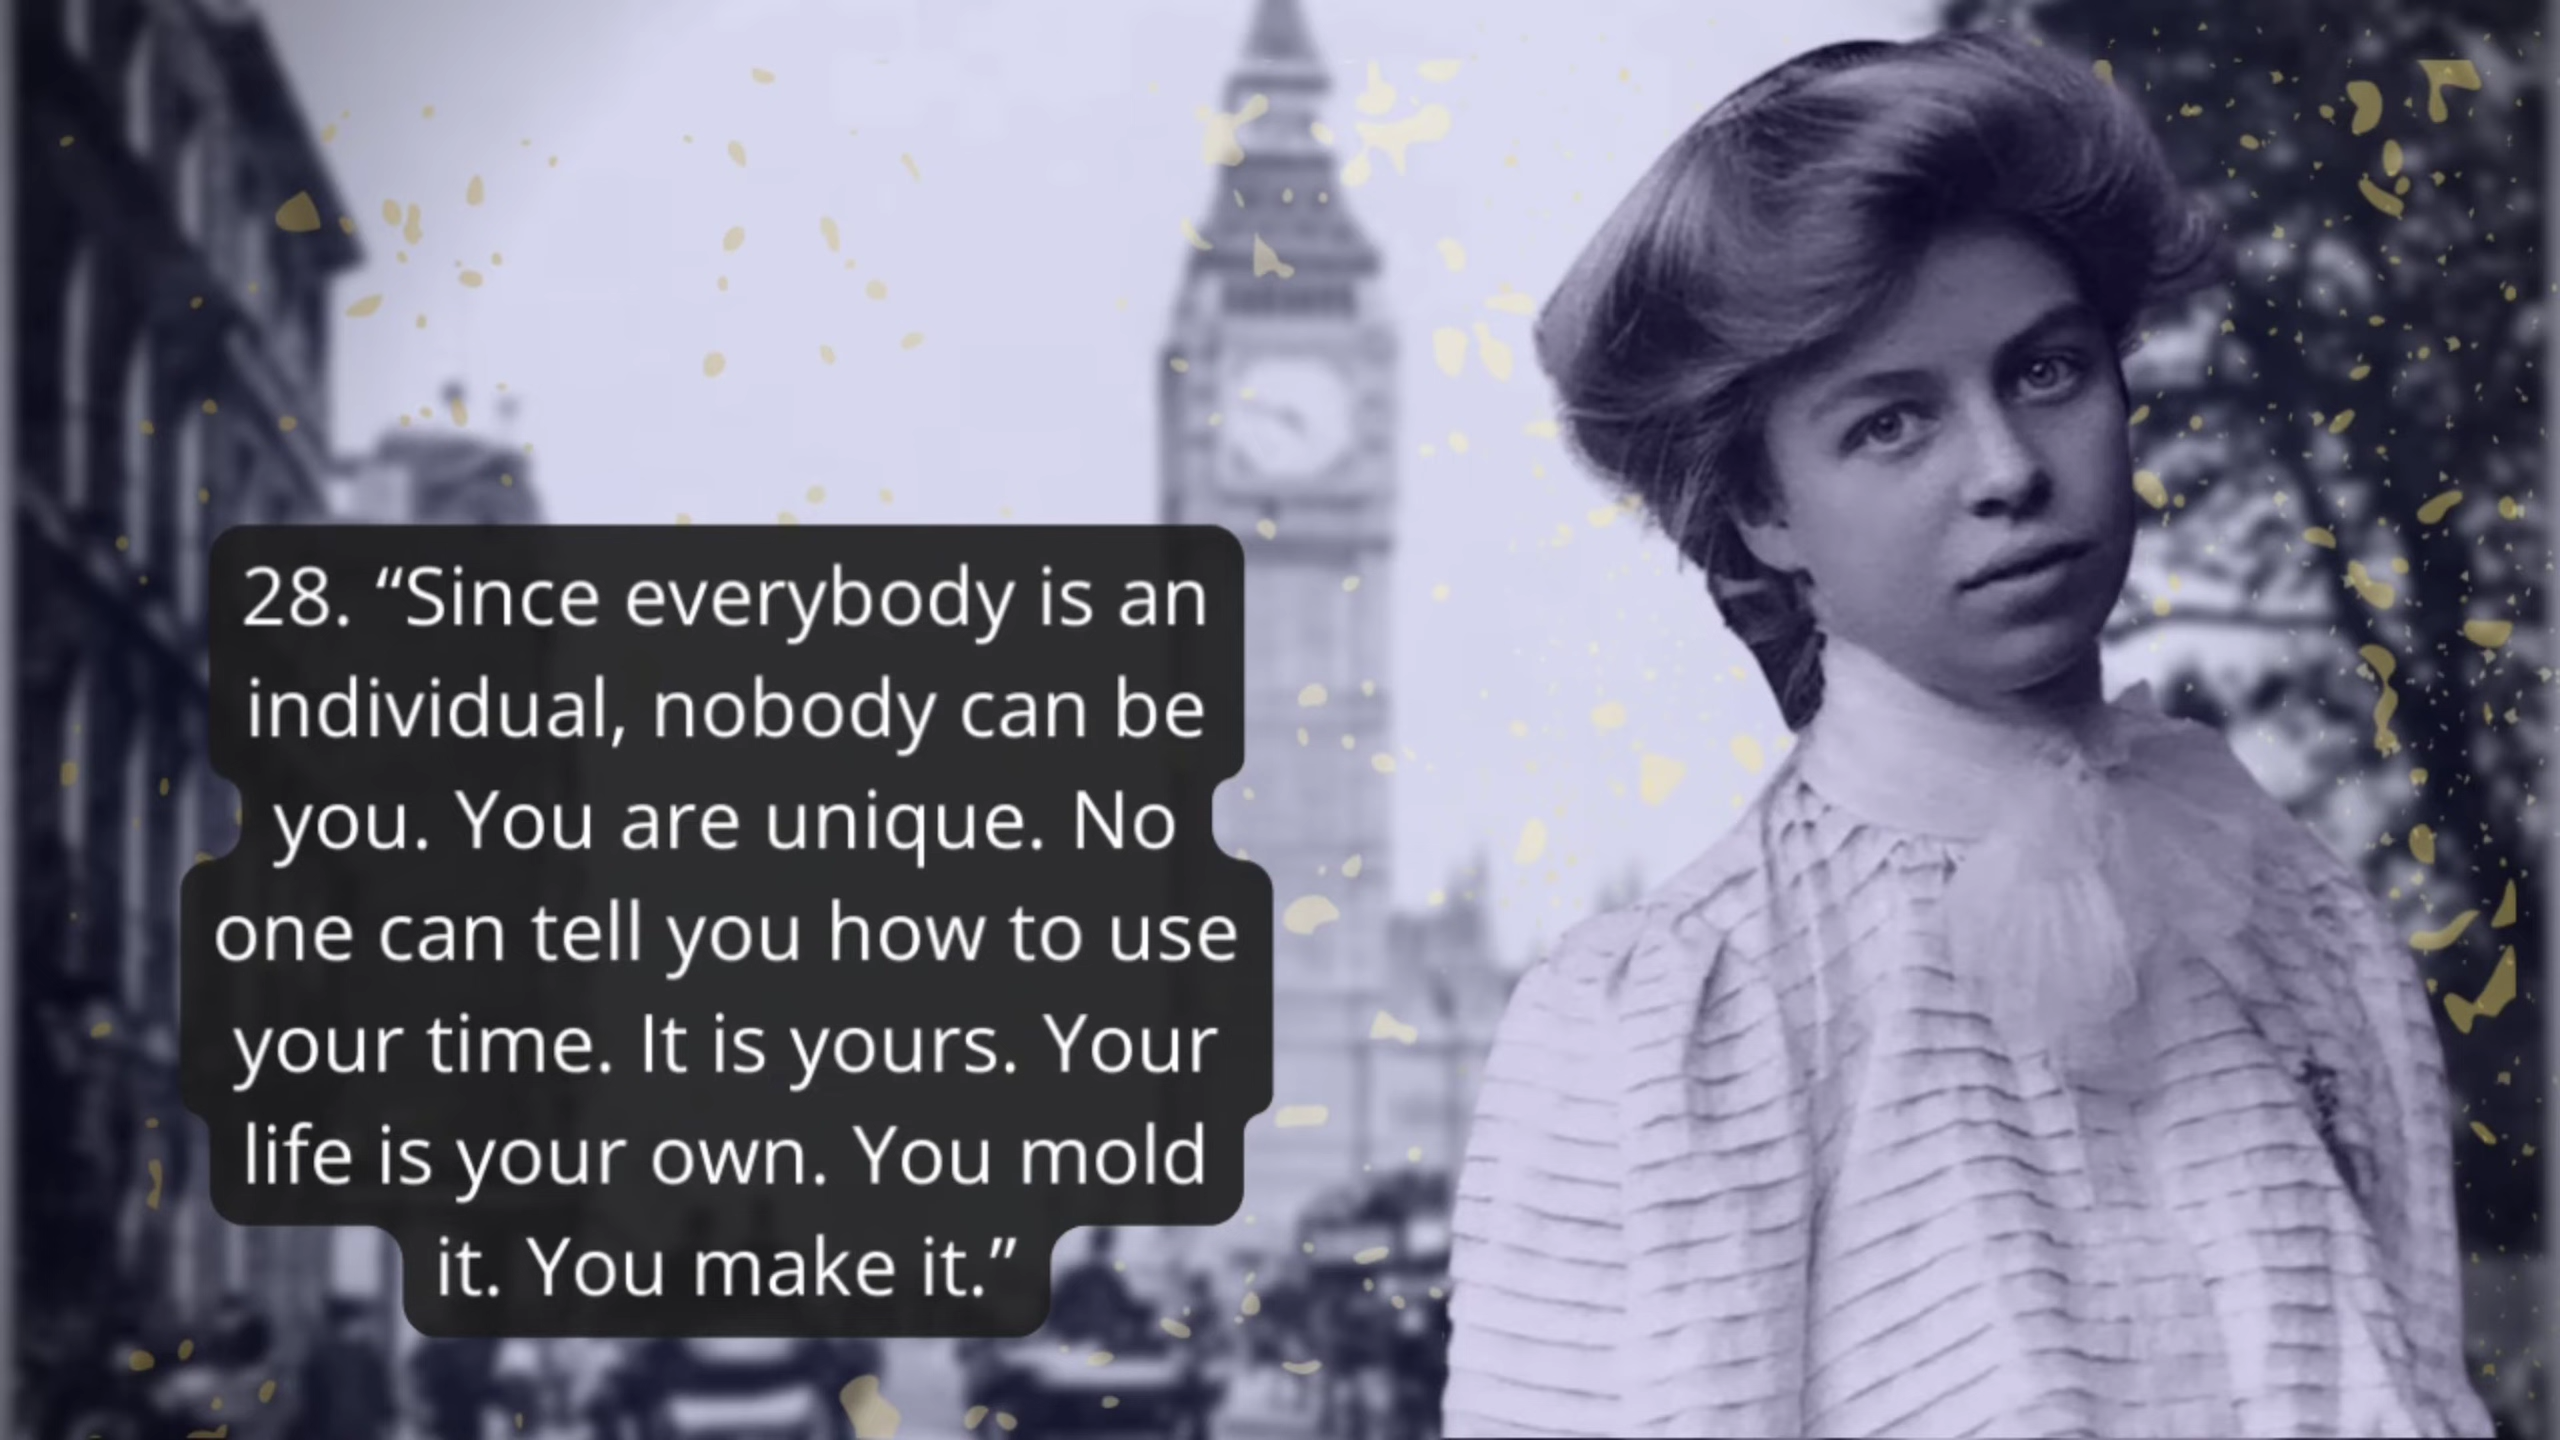 28. “Since everybody is an
individual, nobody can be
you. You are unique. No
one can tell you how to use
your time. It is yours. Your
life is your own. You mold
it. You make it.”